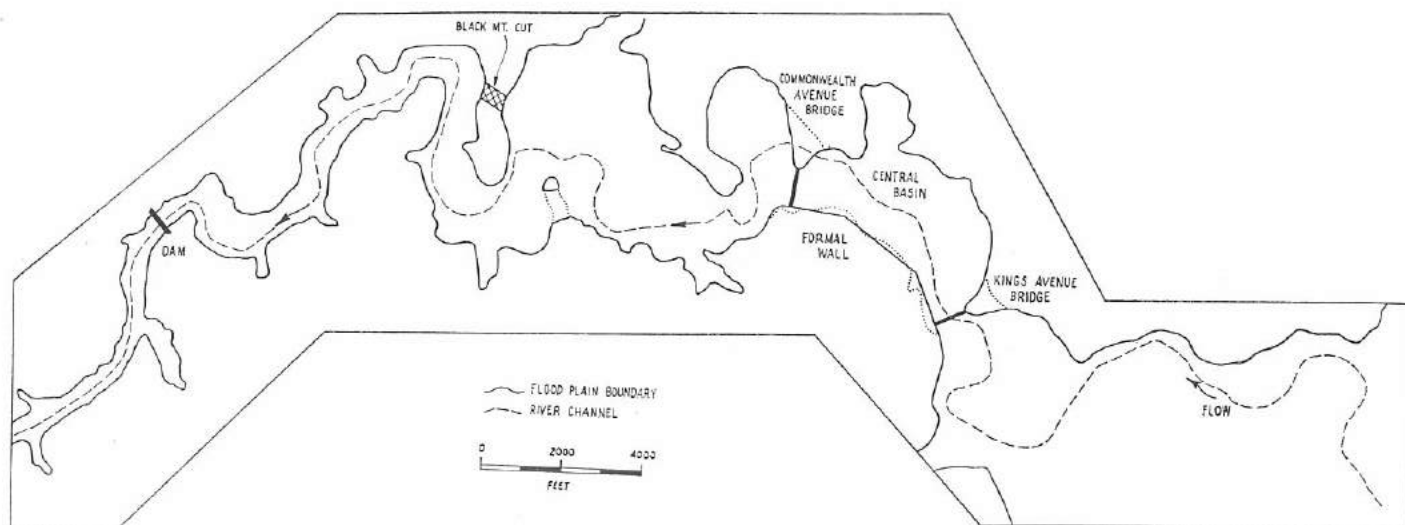 BLACK MT. CUT
COMMONWEALTH
AVENUE
BRIDGE
CENTRAL
BASIN
DAM
FORMAL
WALL
KINGS AVENUE
BRIDGE
FLOOD PLAIN BOUNDARY
RIVER CHANNEL
FLOW
0 2000 4000
FEET